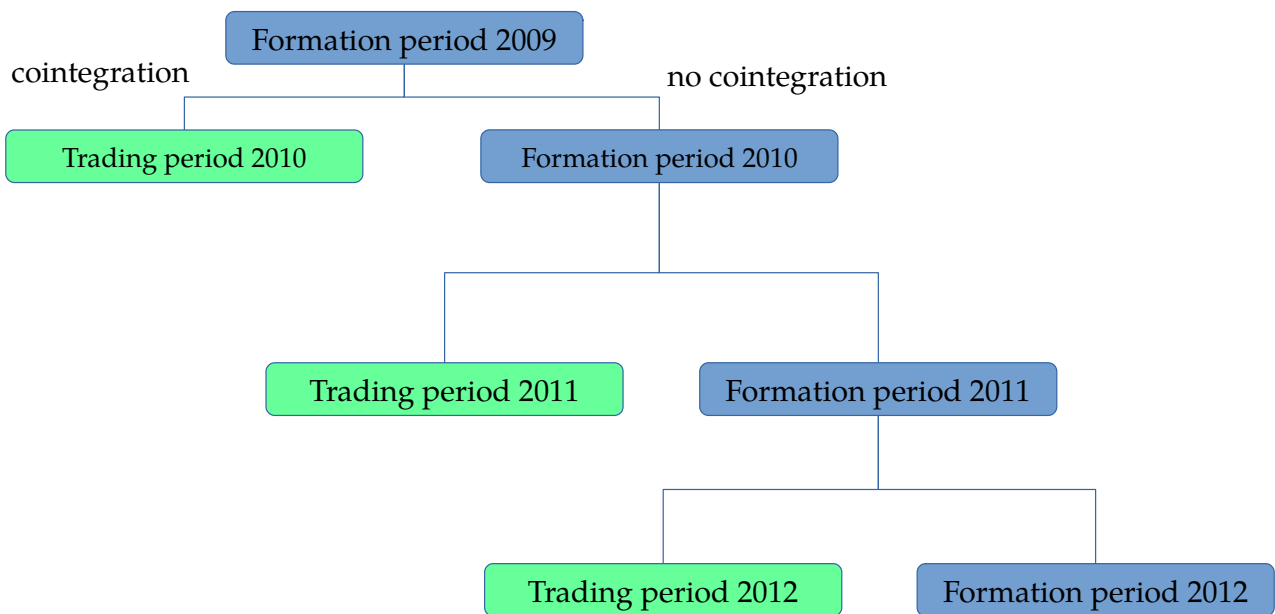 Formation period 2009
cointegration
no cointegration
Trading period 2010
Formation period 2010
Trading period 2011
Formation period 2011
Trading period 2012
Formation period 2012